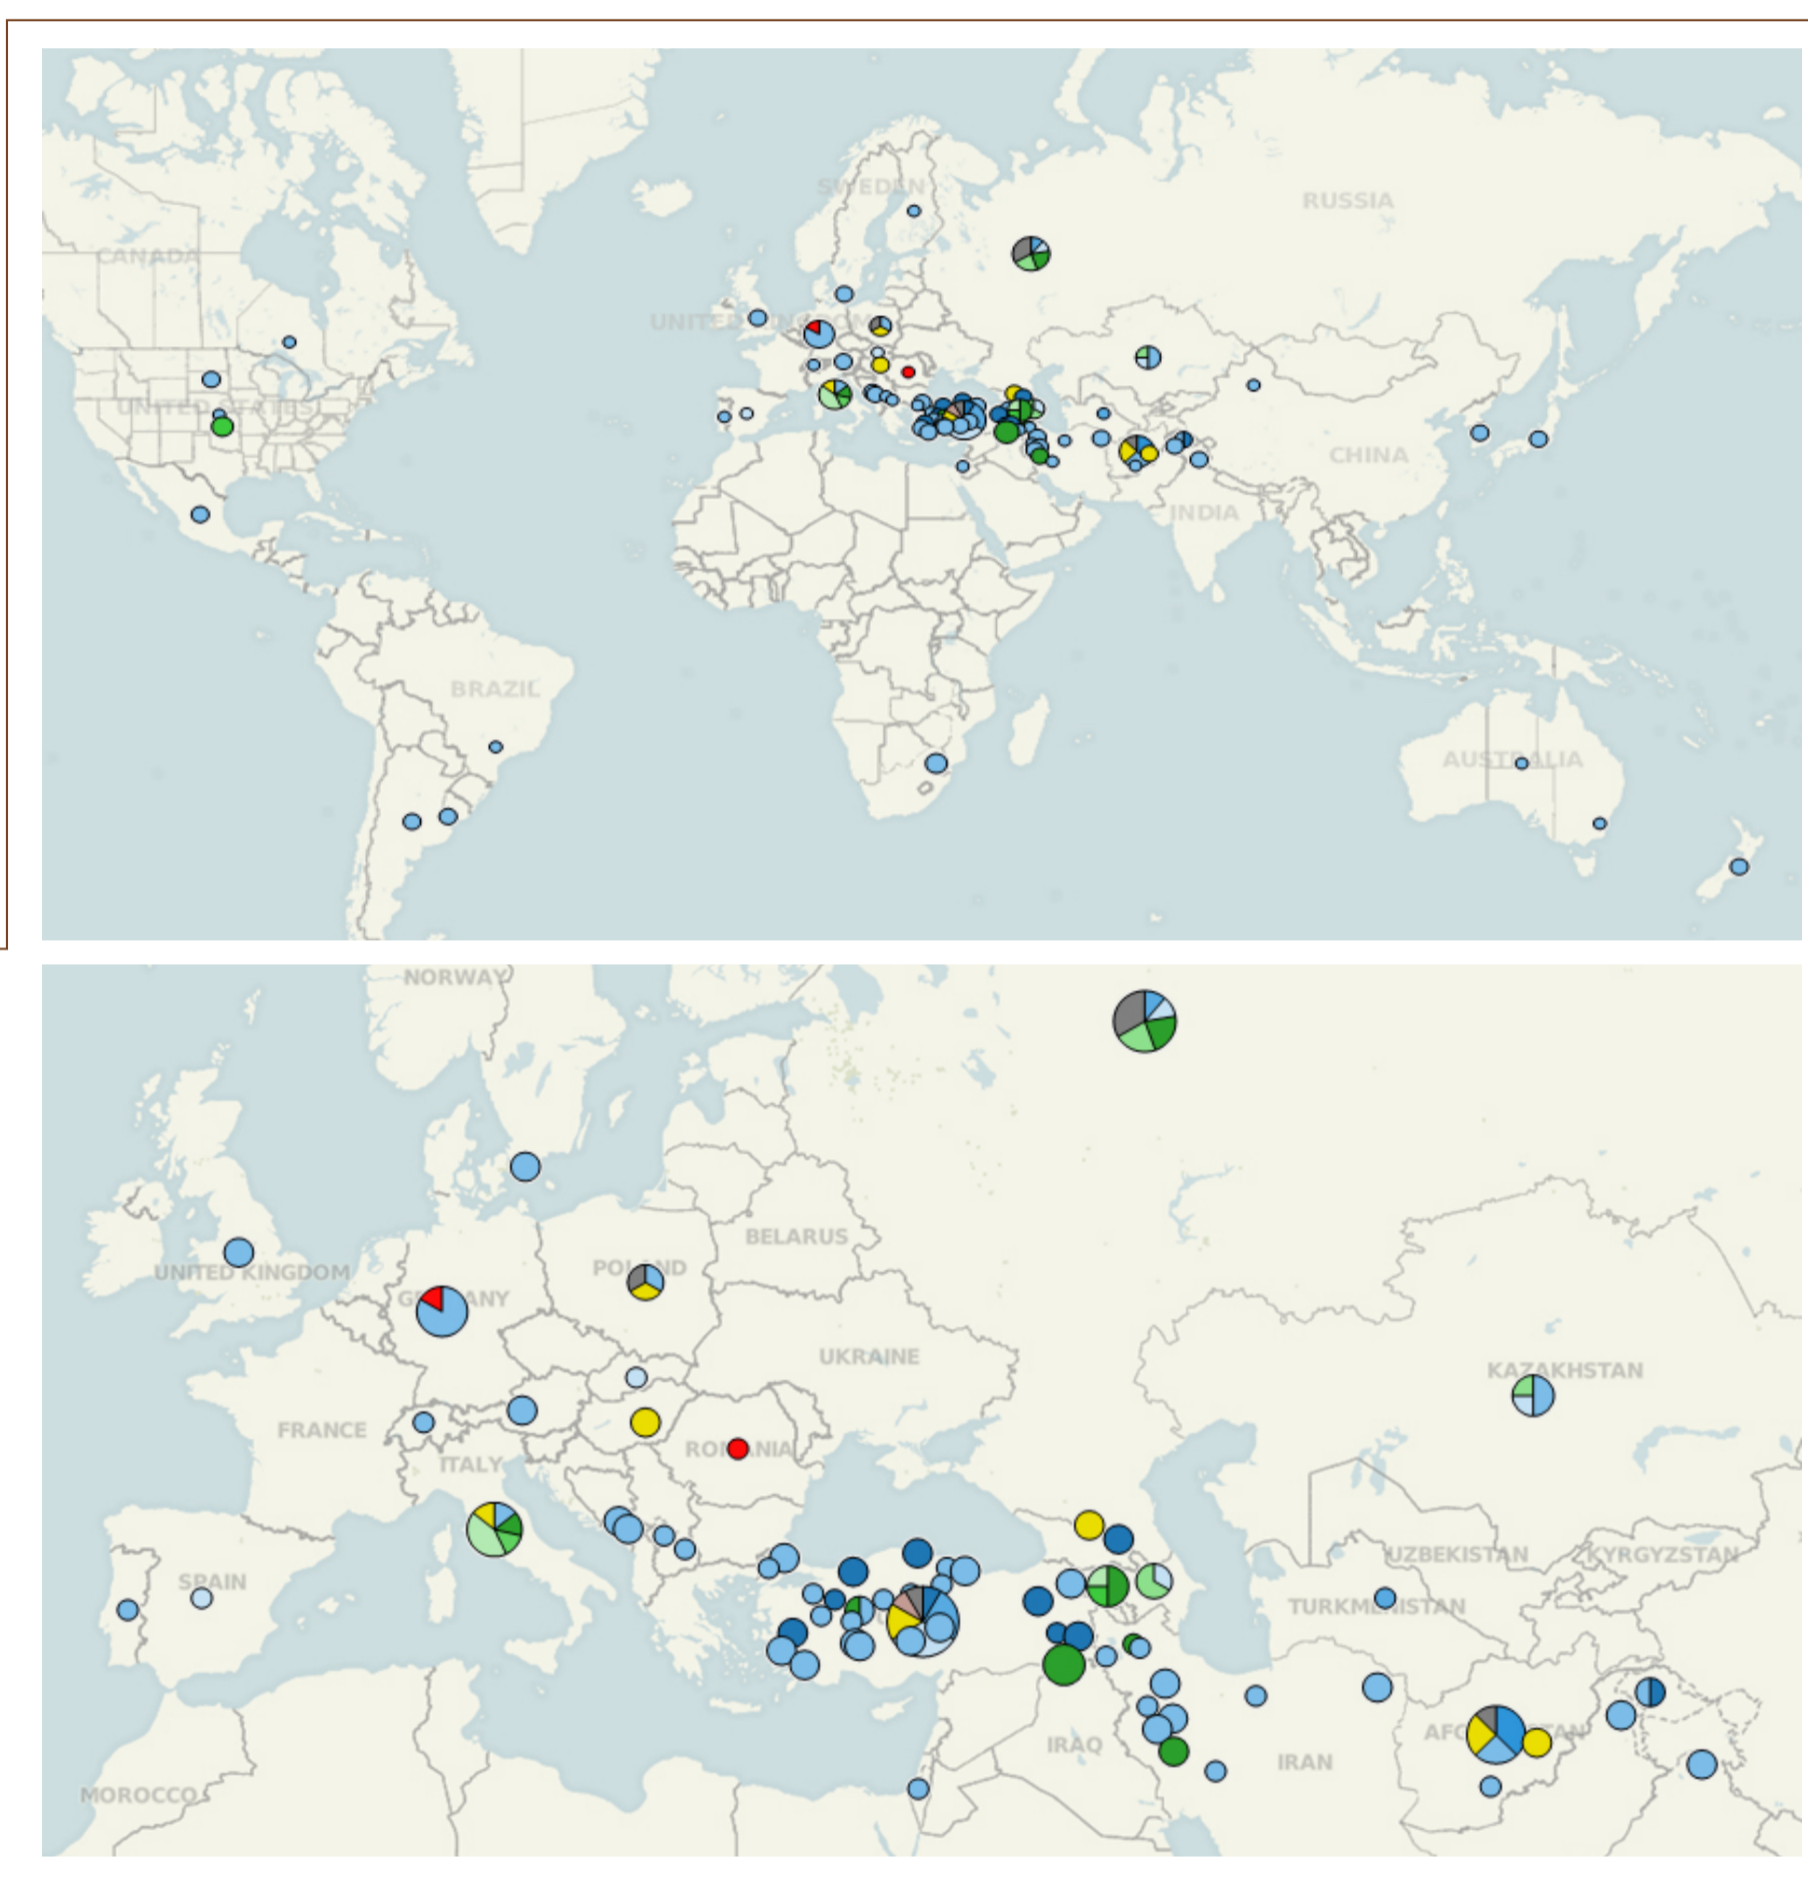 SWEDEN
RUSSIA
CANADA
UNITED KINGDOM
UNITED STATES
CHINA
INDIA
BRAZIL
AUSTRALIA
NORWAY
BELARUS
UNITED KINGDOM
POLAND
GERMANY
UKRAINE
KAZAKHSTAN
FRANCE
ROMANIA
ITALY
UZBEKISTAN
KYRGYZSTAN
SPAIN
TURKMENISTAN
AFGHANISTAN
IRAQ
IRAN
MOROCCO